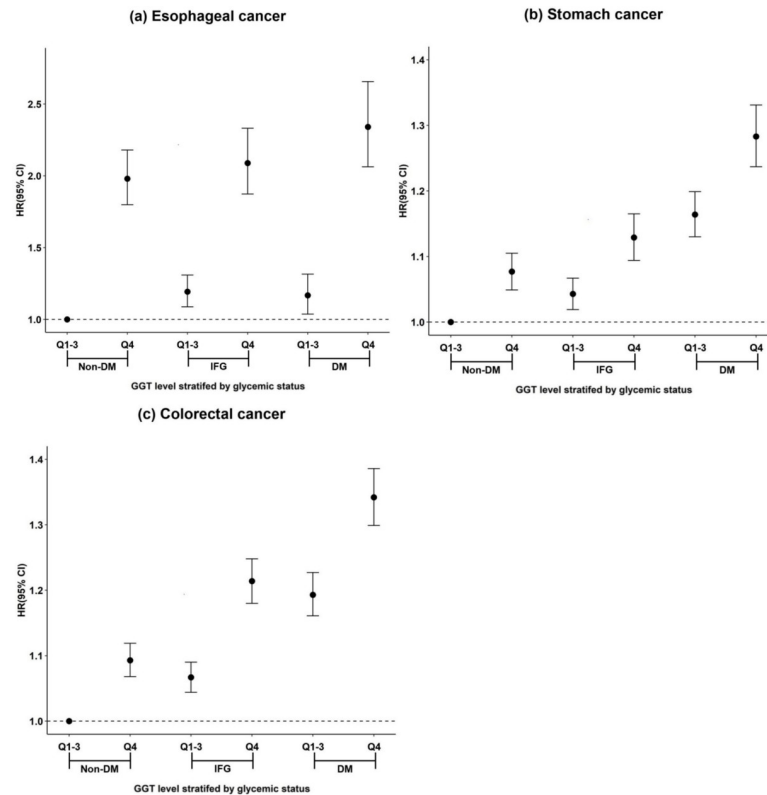 (a) Esophageal cancer
HR(95% CI)
2.5
2.0
1.5
1.0
Q1-3 Q4 Q1-3 Q4 Q1-3 Q4
Non-DM IFG DM
GGT level stratifed by glycemic status
(b) Stomach cancer
HR(95% CI)
1.4
1.3
1.2
1.1
1.0
Q1-3 Q4 Q1-3 Q4 Q1-3 Q4
Non-DM IFG DM
GGT level stratifed by glycemic status
(c) Colorectal cancer
HR(95% CI)
1.4
1.3
1.2
1.1
1.0
Q1-3 Q4 Q1-3 Q4 Q1-3 Q4
Non-DM IFG DM
GGT level stratifed by glycemic status